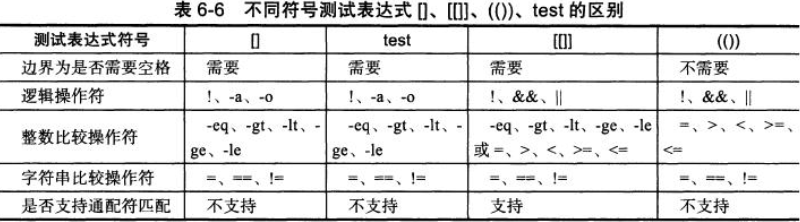 表 6-6 不同符号测试表达式 []、[[]]、(())、test 的区别
测试表达式符号 [] test [[]] (())
边界为是否需要空格 需要 需要 需要 不需要
逻辑操作符 !、-a、-o !、-a、-o !、&&、|| !、&&、||
整数比较操作符 -eq、-gt、-lt、-ge、-le -eq、-gt、-lt、-ge、-le -eq、-gt、-lt、-ge、-le 或 =、>、<、>=、<= =、>、<、>=、<=
字符串比较操作符 =、==、!= =、==、!= =、==、!= =、==、!=
是否支持通配符匹配 不支持 不支持 支持 不支持